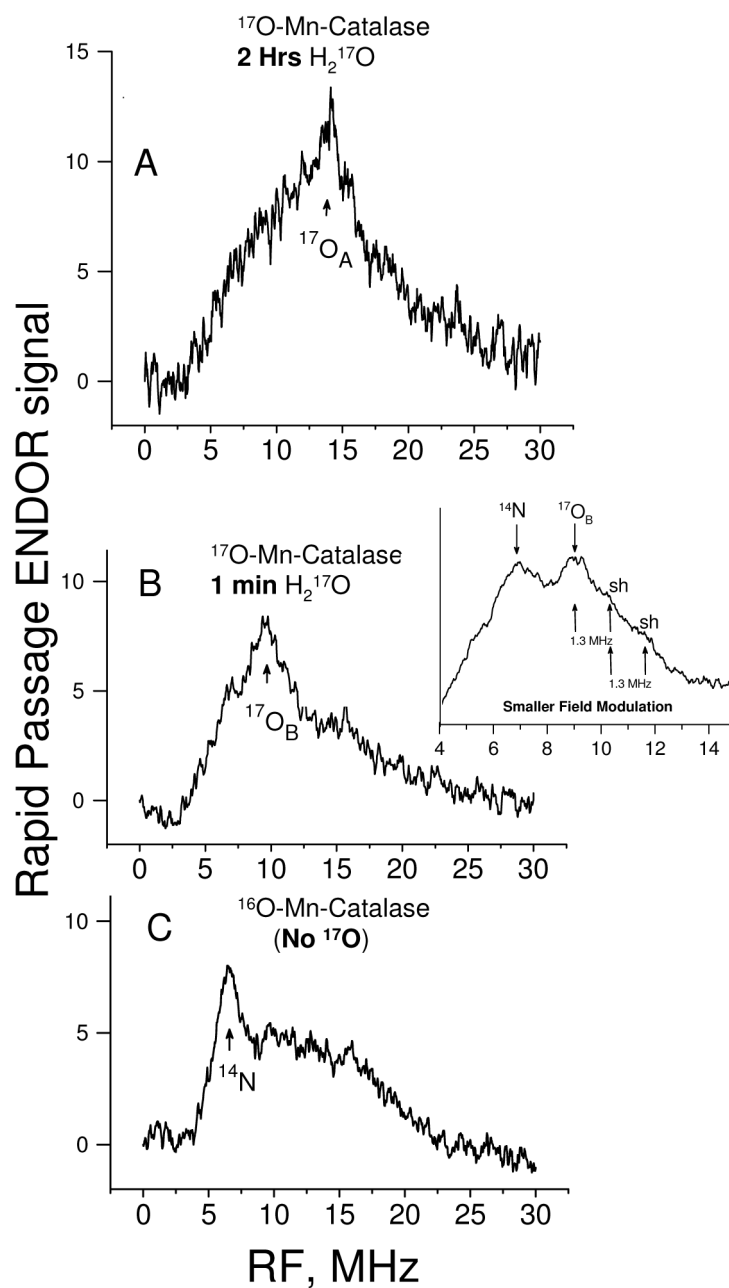 Rapid Passage ENDOR signal
¹⁷O-Mn-Catalase
2 Hrs H₂¹⁷O
A
15
10
5
0
¹⁷O_A
0 5 10 15 20 25 30
¹⁷O-Mn-Catalase
1 min H₂¹⁷O
B
10
5
0
¹⁷O_B
0 5 10 15 20 25 30
¹⁴N ¹⁷O_B
sh
sh
1.3 MHz
1.3 MHz
Smaller Field Modulation
4 6 8 10 12 14
¹⁶O-Mn-Catalase
(No ¹⁷O)
C
10
5
0
¹⁴N
0 5 10 15 20 25 30
RF, MHz